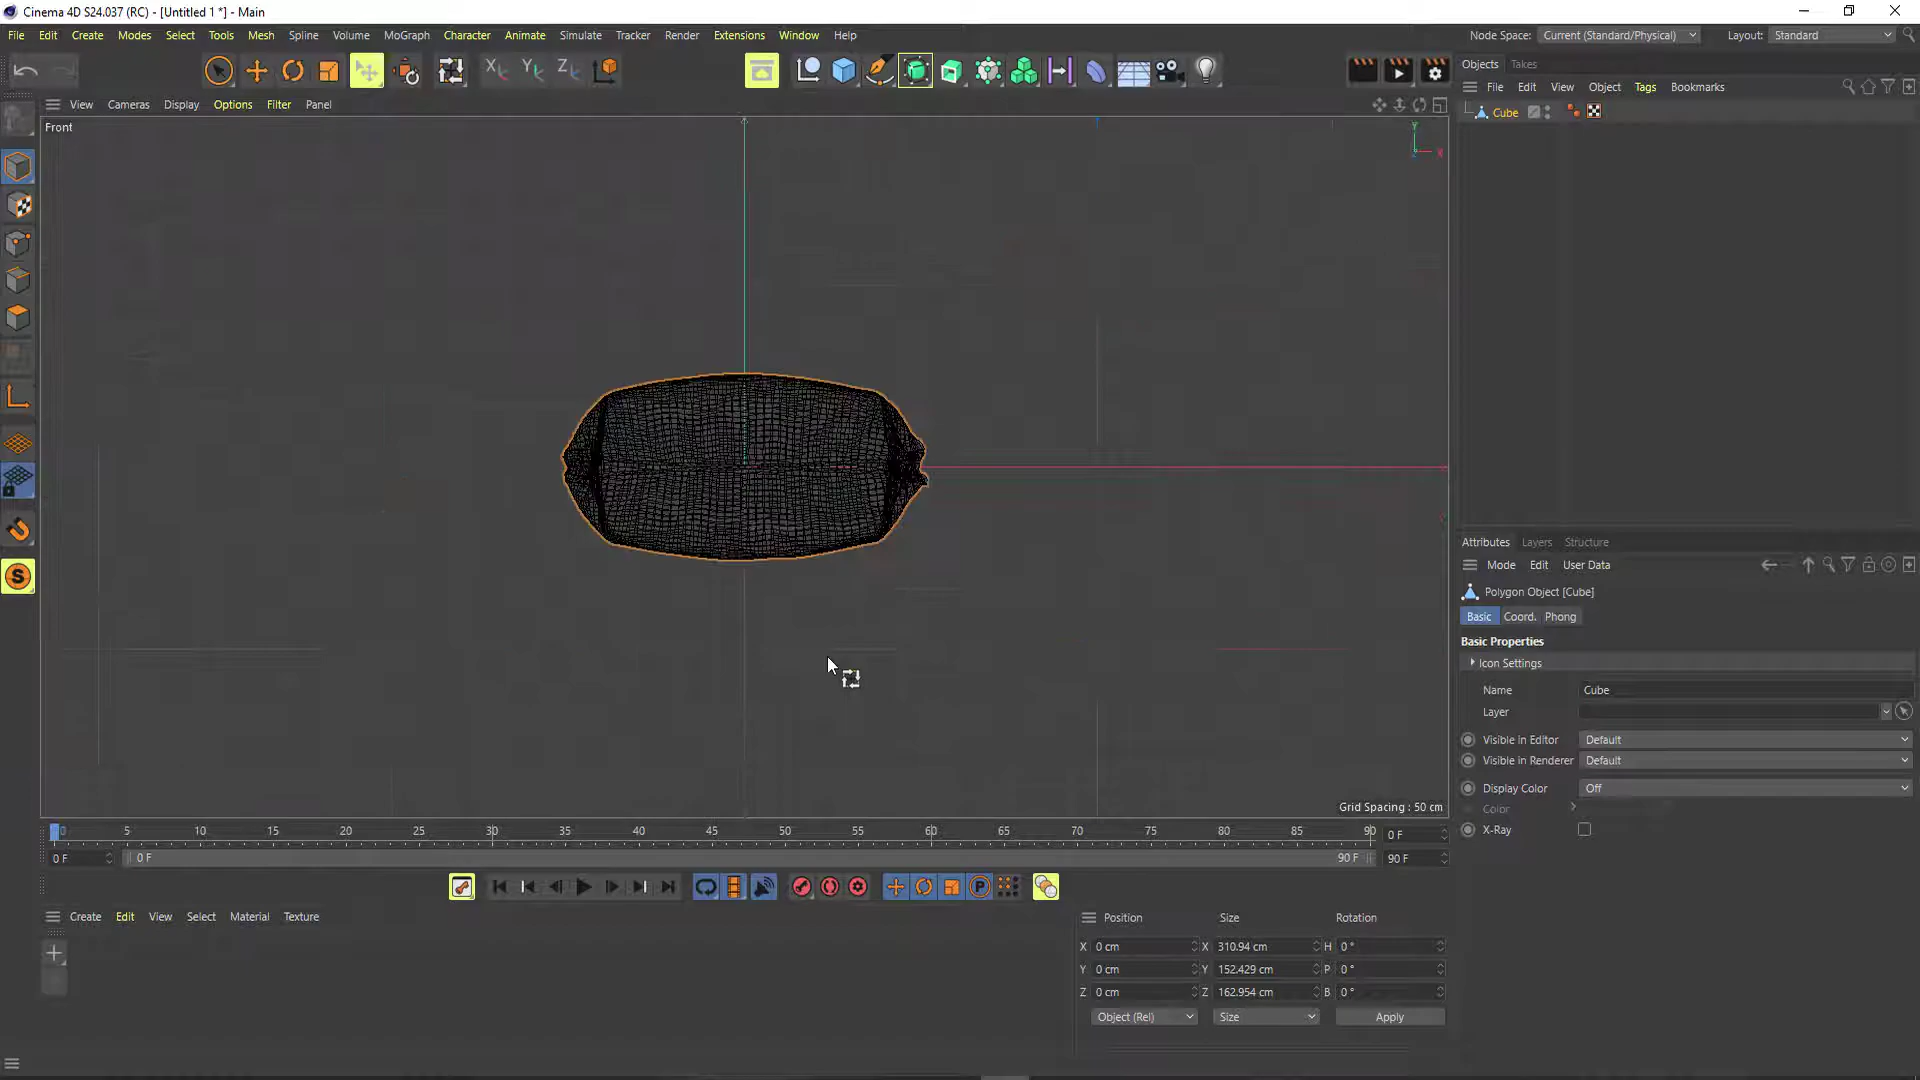 Cinema 4D S24.037 (RC) - [Untitled 1 *] - Main
File Edit Create Modes Select Tools Mesh Spline Volume MoGraph Character Animate Simulate Tracker Render Extensions Window Help
Node Space: Current (Standard/Physical) Layout: Standard
X Y Z
Objects Takes
File Edit View Object Tags Bookmarks
Cube
View Cameras Display Options Filter Panel
Front
Y
X
Grid Spacing : 50 cm
Attributes Layers Structure
Mode Edit User Data
Polygon Object [Cube]
Basic Coord. Phong
Basic Properties
Icon Settings
Name Cube
Layer
Visible in Editor Default
Visible in Renderer Default
Display Color Off
Color
X-Ray
S
0 5 10 15 20 25 30 35 40 45 50 55 60 65 70 75 80 85 90 0 F
0 F 0 F 90 F 90 F
P
Create Edit View Select Material Texture
Position Size Rotation
X 0 cm X 310.94 cm H 0 °
Y 0 cm Y 152.429 cm P 0 °
Z 0 cm Z 162.954 cm B 0 °
Object (Rel) Size Apply